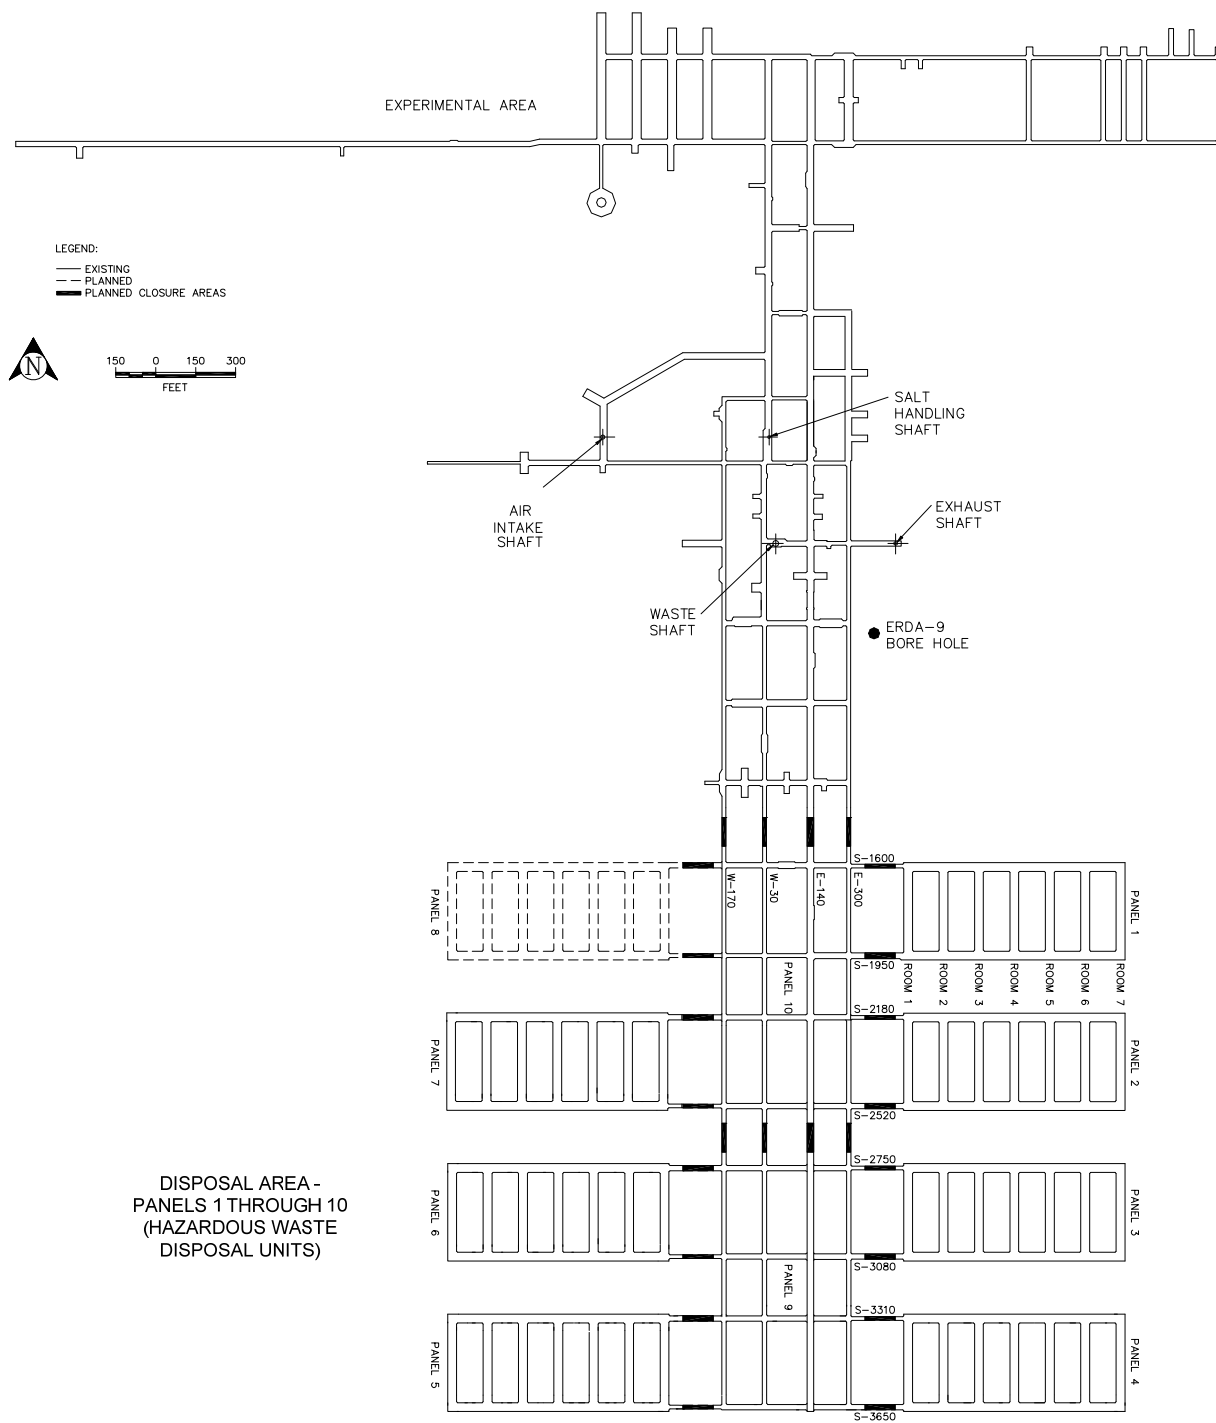 EXPERIMENTAL AREA
LEGEND:
EXISTING
PLANNED
PLANNED CLOSURE AREAS
N
150 0 150 300
FEET
SALT
HANDLING
SHAFT
AIR
INTAKE
SHAFT
EXHAUST
SHAFT
WASTE
SHAFT
ERDA-9
BORE HOLE
S-1600
W-170
W-30
E-140
E-300
PANEL 8
PANEL 1
S-1950
PANEL 10
ROOM 1
ROOM 2
ROOM 3
ROOM 4
ROOM 5
ROOM 6
ROOM 7
S-2180
PANEL 7
PANEL 2
S-2520
S-2750
DISPOSAL AREA -
PANELS 1 THROUGH 10
(HAZARDOUS WASTE
DISPOSAL UNITS)
PANEL 6
PANEL 3
S-3080
PANEL 9
S-3310
PANEL 5
PANEL 4
S-3650